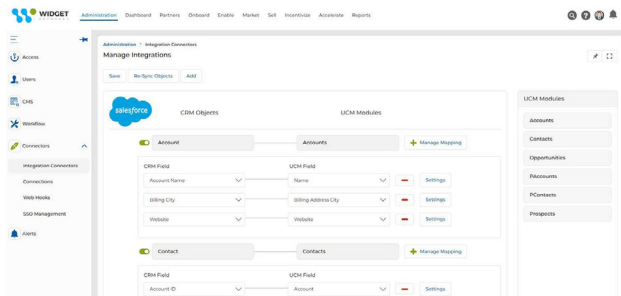 WIDGET
Administration Dashboard Partners Onboard Enable Market Sell Incentivize Accelerate Reports
Administration > Integration Connectors
Manage Integrations
Save Re-Sync Objects Add
Access
Users
CMS
Workflow
Connectors
Integration Connectors
Connections
Web Hooks
SSO Management
Alerts
salesforce CRM Objects UCM Modules
Account Accounts Manage Mapping
CRM Field UCM Field
Account Name Name Settings
Billing City Billing Address City Settings
Website Website Settings
Contact Contacts Manage Mapping
CRM Field UCM Field
Account ID Account Settings
UCM Modules
Accounts
Contacts
Opportunities
PAccounts
PContacts
Prospects